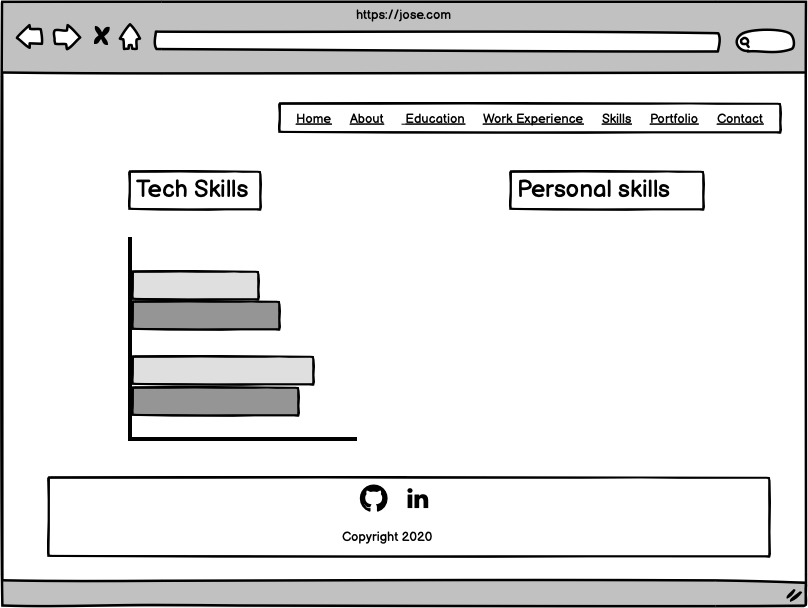 https://jose.com
Home About Education Work Experience Skills Portfolio Contact
Tech Skills Personal skills
in
Copyright 2020